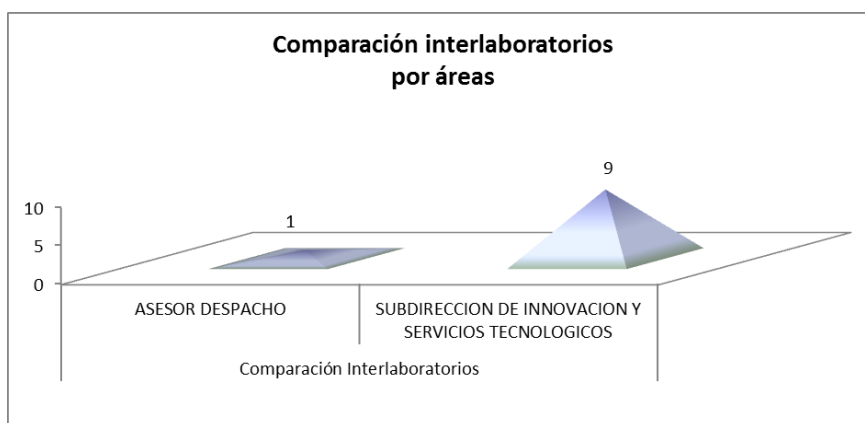 Comparación interlaboratorios
por áreas
9
1
10
5
0
ASESOR DESPACHO
SUBDIRECCION DE INNOVACION Y
SERVICIOS TECNOLOGICOS
Comparación Interlaboratorios